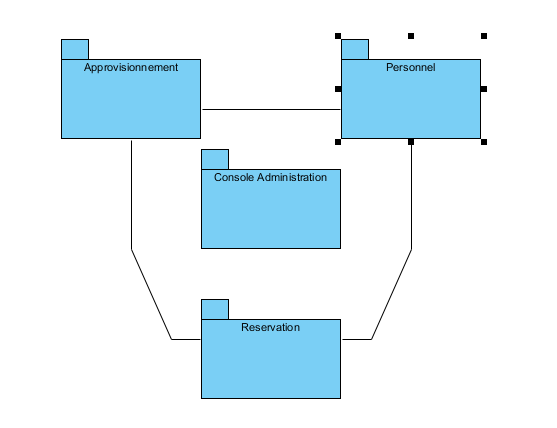 Approvisionnement
Personnel
Console Administration
Reservation